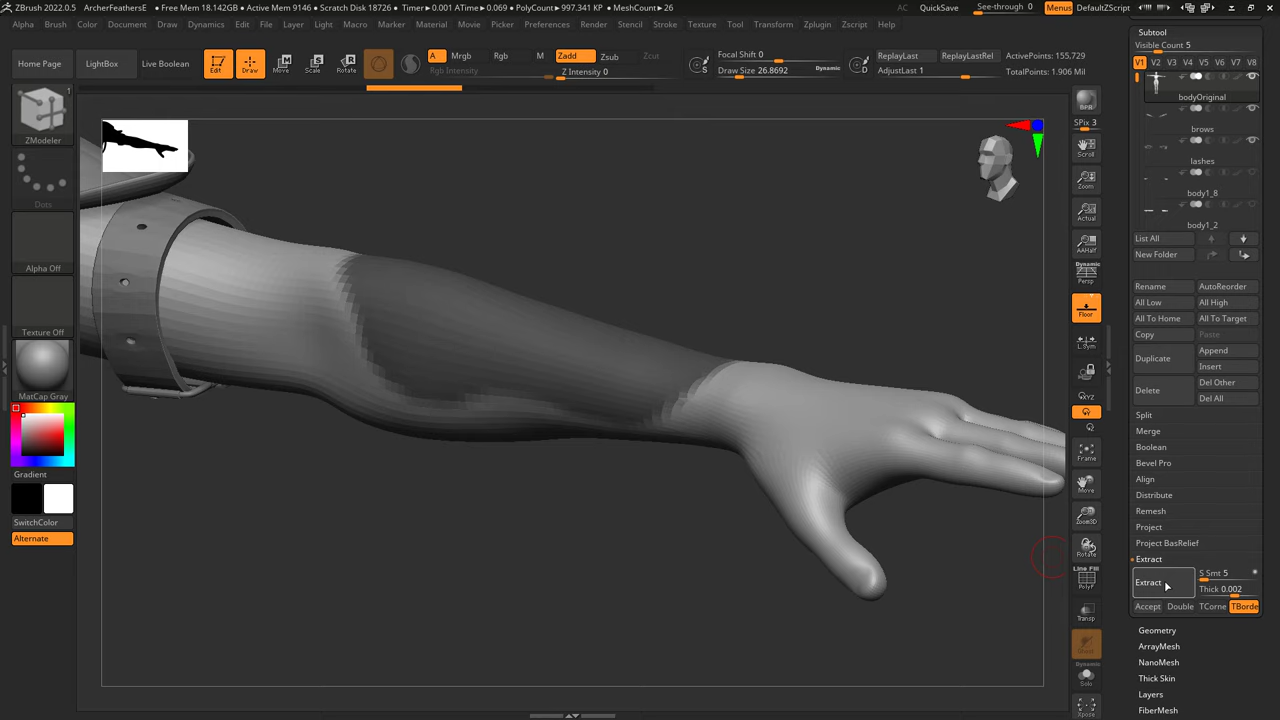 ZBrush 2022.0.5 ArcherFeathersE • Free Mem 18.142GB • Active Mem 9146 • Scratch Disk 18726 • Timer▸0.001 ATime▸0.069 • PolyCount▸997.341 KP • MeshCount▸26 AC QuickSave See-through 0 Menus DefaultZScript
Alpha Brush Color Document Draw Dynamics Edit File Layer Light Macro Marker Material Movie Picker Preferences Render Stencil Stroke Texture Tool Transform Zplugin Zscript Help
Home Page LightBox Live Boolean Edit Draw Move Scale Rotate
A Mrgb Rgb M Zadd Zsub Zcut
Rgb Intensity Z Intensity 0
S Focal Shift 0
Draw Size 26.8692 Dynamic
D ReplayLast ReplayLastRel
AdjustLast 1
ActivePoints: 155,729
TotalPoints: 1.906 Mil
1
ZModeler
Dots
Alpha Off
Texture Off
MatCap Gray
Gradient
SwitchColor
Alternate
BPR
SPix 3
Scroll
Zoom
Actual
AAHalf
Dynamic
Persp
Floor
L.Sym
XYZ
Y
Z
Frame
Move
Zoom3D
Rotate
Line Fill
PolyF
Transp
Dynamic
Solo
Xpose
Subtool
Visible Count 5
V1 V2 V3 V4 V5 V6 V7 V8
bodyOriginal
brows
lashes
body1_8
body1_2
List All
New Folder
Rename AutoReorder
All Low All High
All To Home All To Target
Copy Paste
Duplicate Append
Insert
Delete Del Other
Del All
Split
Merge
Boolean
Bevel Pro
Align
Distribute
Remesh
Project
Project BasRelief
Extract
Extract S Smt 5
Thick 0.002
Accept Double TCorne TBorde
Geometry
ArrayMesh
NanoMesh
Thick Skin
Layers
FiberMesh